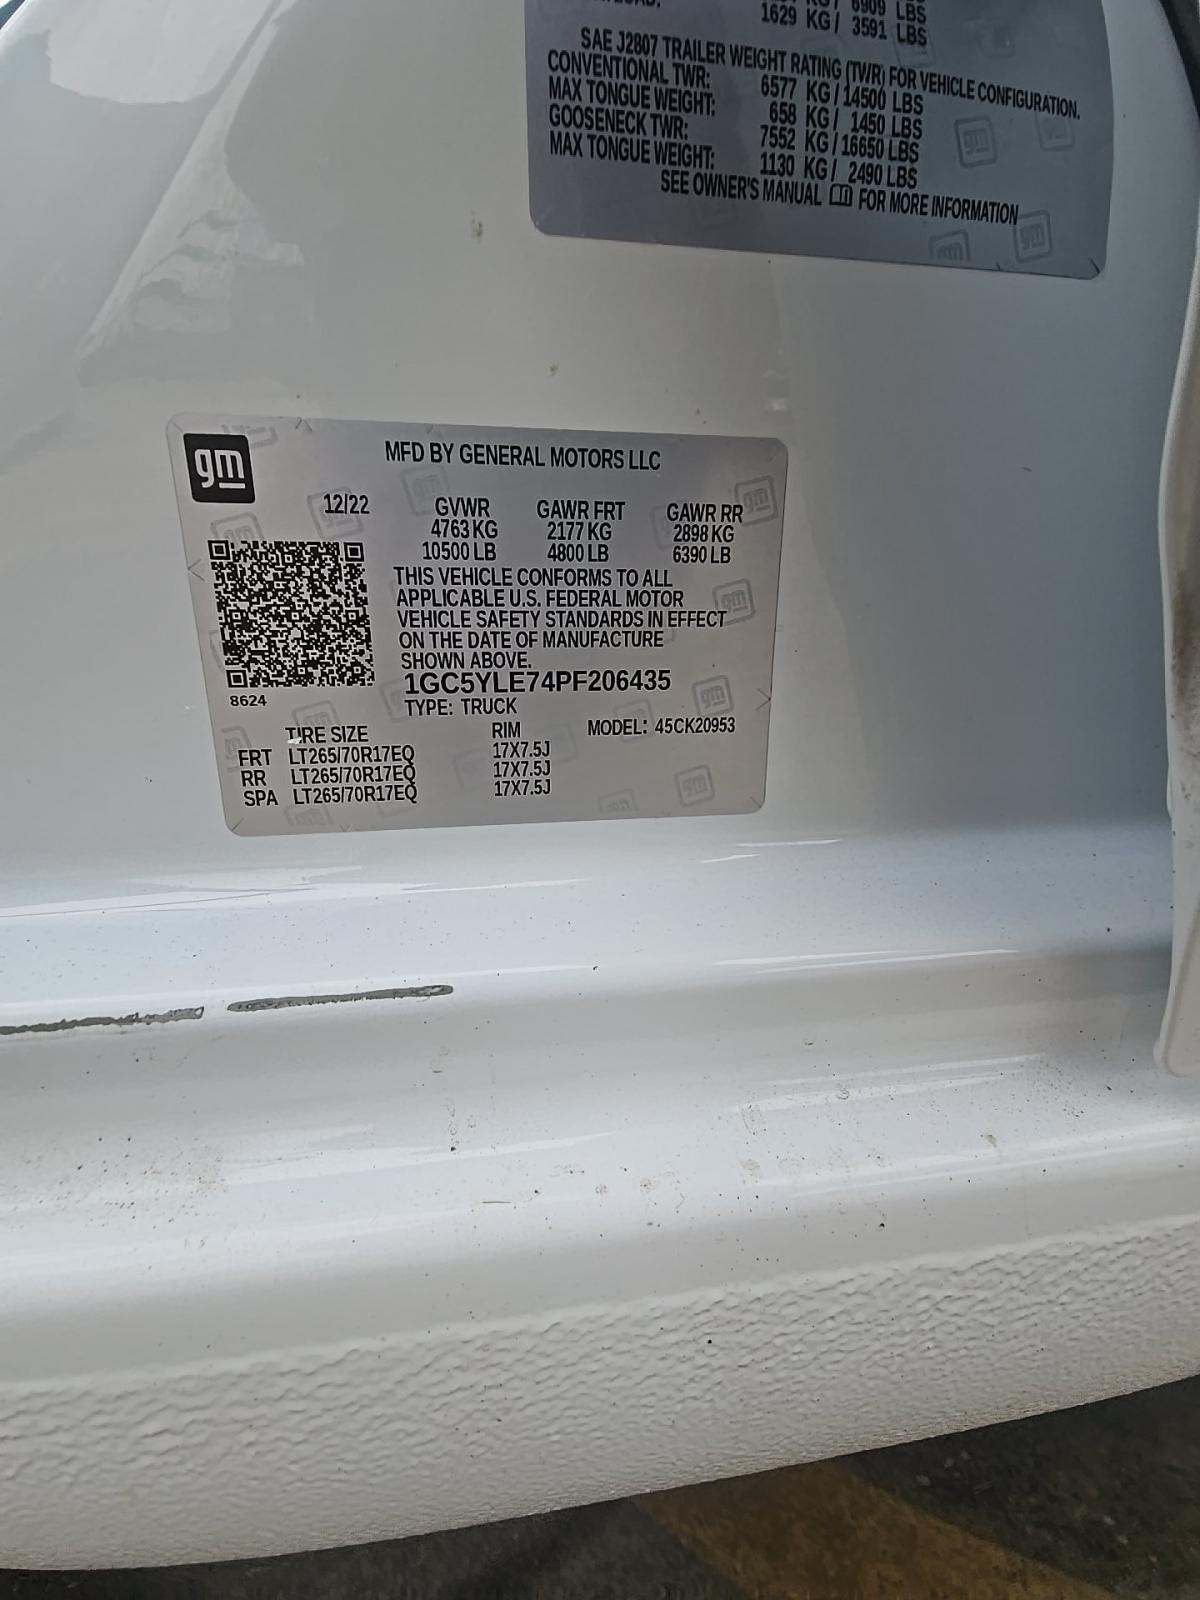 KG / 6909 LBS
1629 KG / 3591 LBS
SAE J2807 TRAILER WEIGHT RATING (TWR) FOR VEHICLE CONFIGURATION.
CONVENTIONAL TWR: 6577 KG / 14500 LBS
MAX TONGUE WEIGHT: 658 KG / 1450 LBS
GOOSENECK TWR: 7552 KG / 16650 LBS
MAX TONGUE WEIGHT: 1130 KG / 2490 LBS
SEE OWNER'S MANUAL FOR MORE INFORMATION
gm
MFD BY GENERAL MOTORS LLC
12/22 GVWR GAWR FRT GAWR RR
4763 KG 2177 KG 2898 KG
10500 LB 4800 LB 6390 LB
THIS VEHICLE CONFORMS TO ALL
APPLICABLE U.S. FEDERAL MOTOR
VEHICLE SAFETY STANDARDS IN EFFECT
ON THE DATE OF MANUFACTURE
SHOWN ABOVE.
8624
1GC5YLE74PF206435
TYPE: TRUCK
TIRE SIZE RIM MODEL: 45CK20953
FRT LT265/70R17EQ 17X7.5J
RR LT265/70R17EQ 17X7.5J
SPA LT265/70R17EQ 17X7.5J